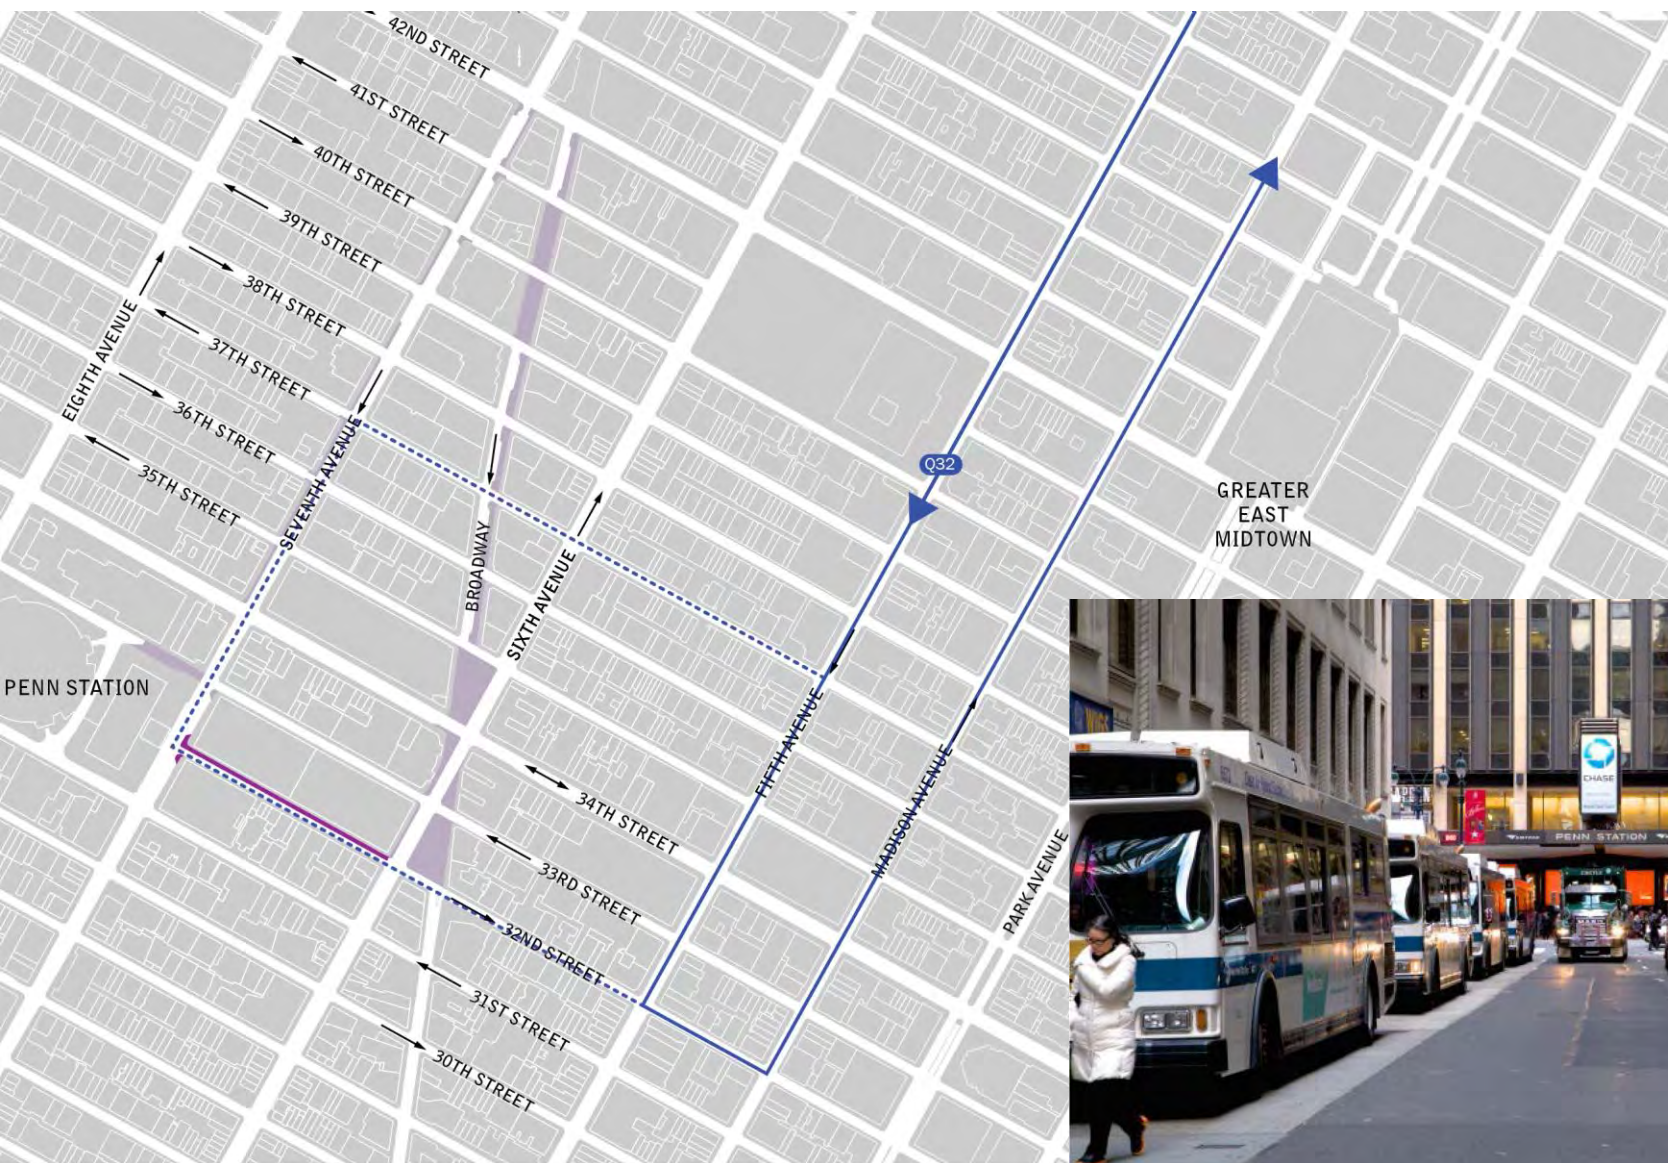 42ND STREET
41ST STREET
40TH STREET
39TH STREET
38TH STREET
37TH STREET
36TH STREET
35TH STREET
EIGHTH AVENUE
SEVENTH AVENUE
BROADWAY
SIXTH AVENUE
Q32
GREATER
EAST
MIDTOWN
PENN STATION
FIFTH AVENUE
MADISON AVENUE
PARK AVENUE
34TH STREET
33RD STREET
32ND STREET
31ST STREET
30TH STREET
WIGS
CHASE
PENN STATION